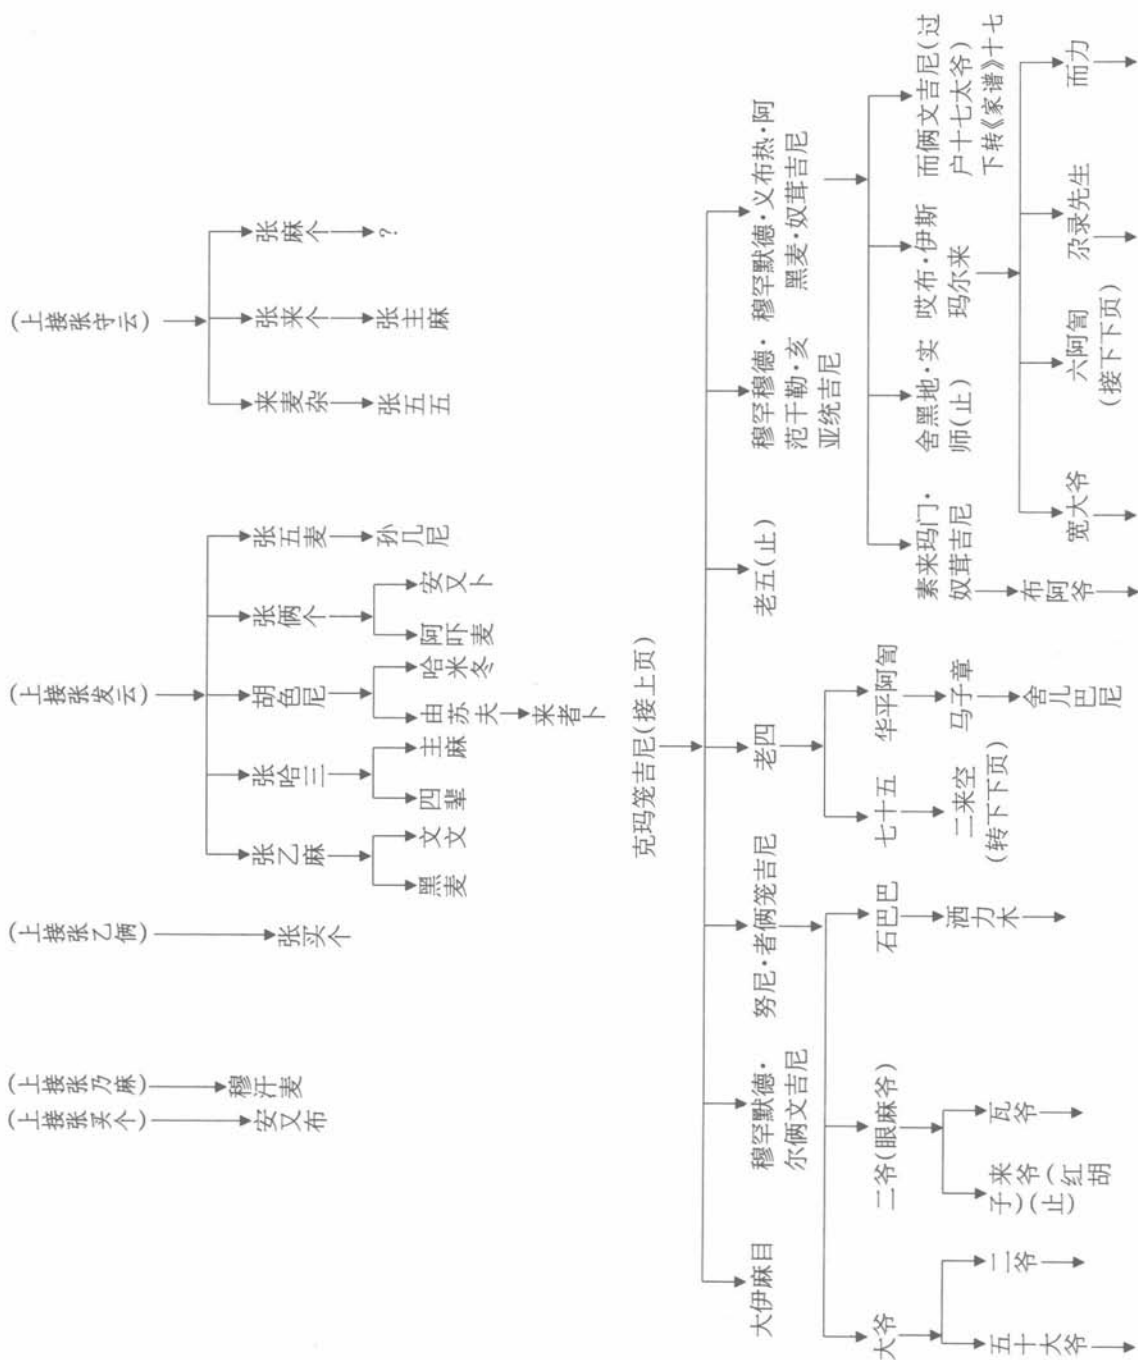 (上接张买个)
安又布
(上接张乃麻)
穆汗麦
(上接张乙俩)
张买个
(上接张发云)
张乙麻
黑麦
文文
张哈三
四辈
主麻
胡色尼
由苏夫
来者卜
哈米冬
张俩个
阿吓麦
安又卜
张五麦
孙几尼
(上接张守云)
来麦杂
张五五
张来个
张主麻
张麻个
?
克玛笼吉尼(接上页)
大伊麻目
穆罕默德·
尔俩文吉尼
努尼·者俩笼吉尼
老四
老五(止)
穆罕穆德·
范干勒·亥
亚统吉尼
穆罕默德·义布热·阿
黑麦·奴茸吉尼
大爷
二爷(眼麻爷)
石巴巴
七十五
华平阿訇
素来玛门·
奴茸吉尼
舍黑地·实
师(止)
哎布·伊斯
玛尔来
而俩文吉尼(过
户十七太爷)
下转《家谱》十七
五十大爷
二爷
来爷(红胡
子)(止)
瓦爷
洒力木
二来空
(转下下页)
马子章
舍儿巴尼
布阿爷
宽大爷
六阿訇
(接下下页)
尕录先生
而力